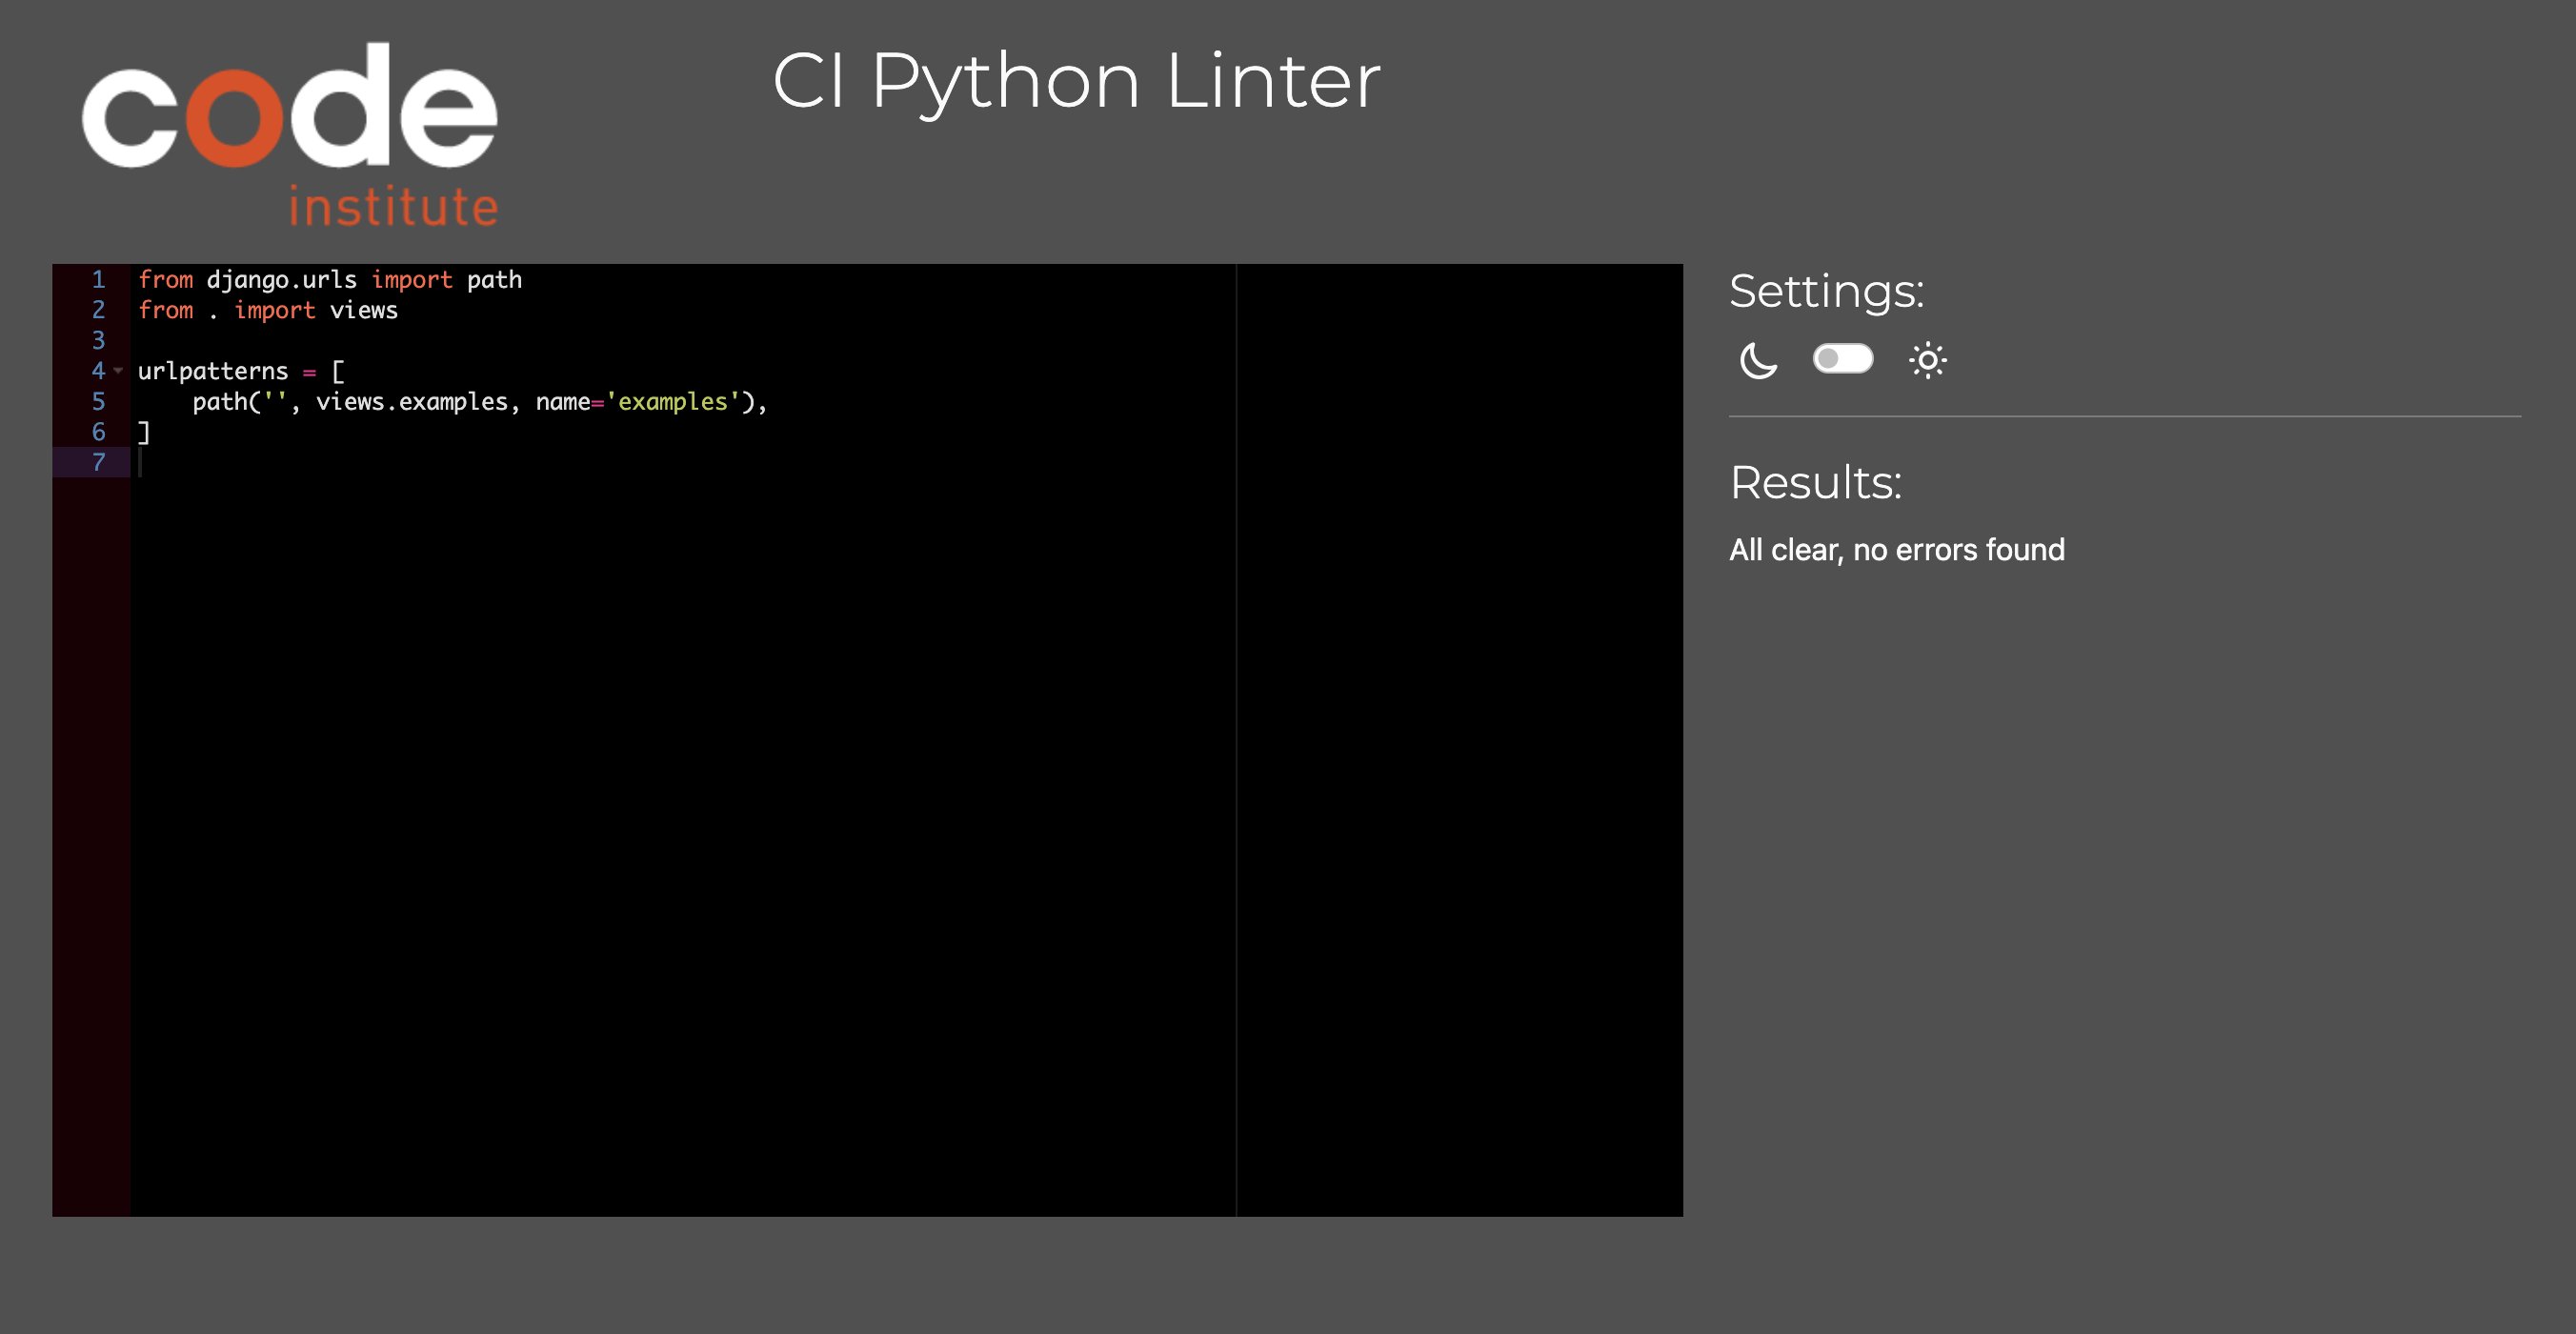 code
institute
CI Python Linter
1 from django.urls import path
2 from . import views
3
4 urlpatterns = [
5     path('', views.examples, name='examples'),
6 ]
7
Settings:
Results:
All clear, no errors found